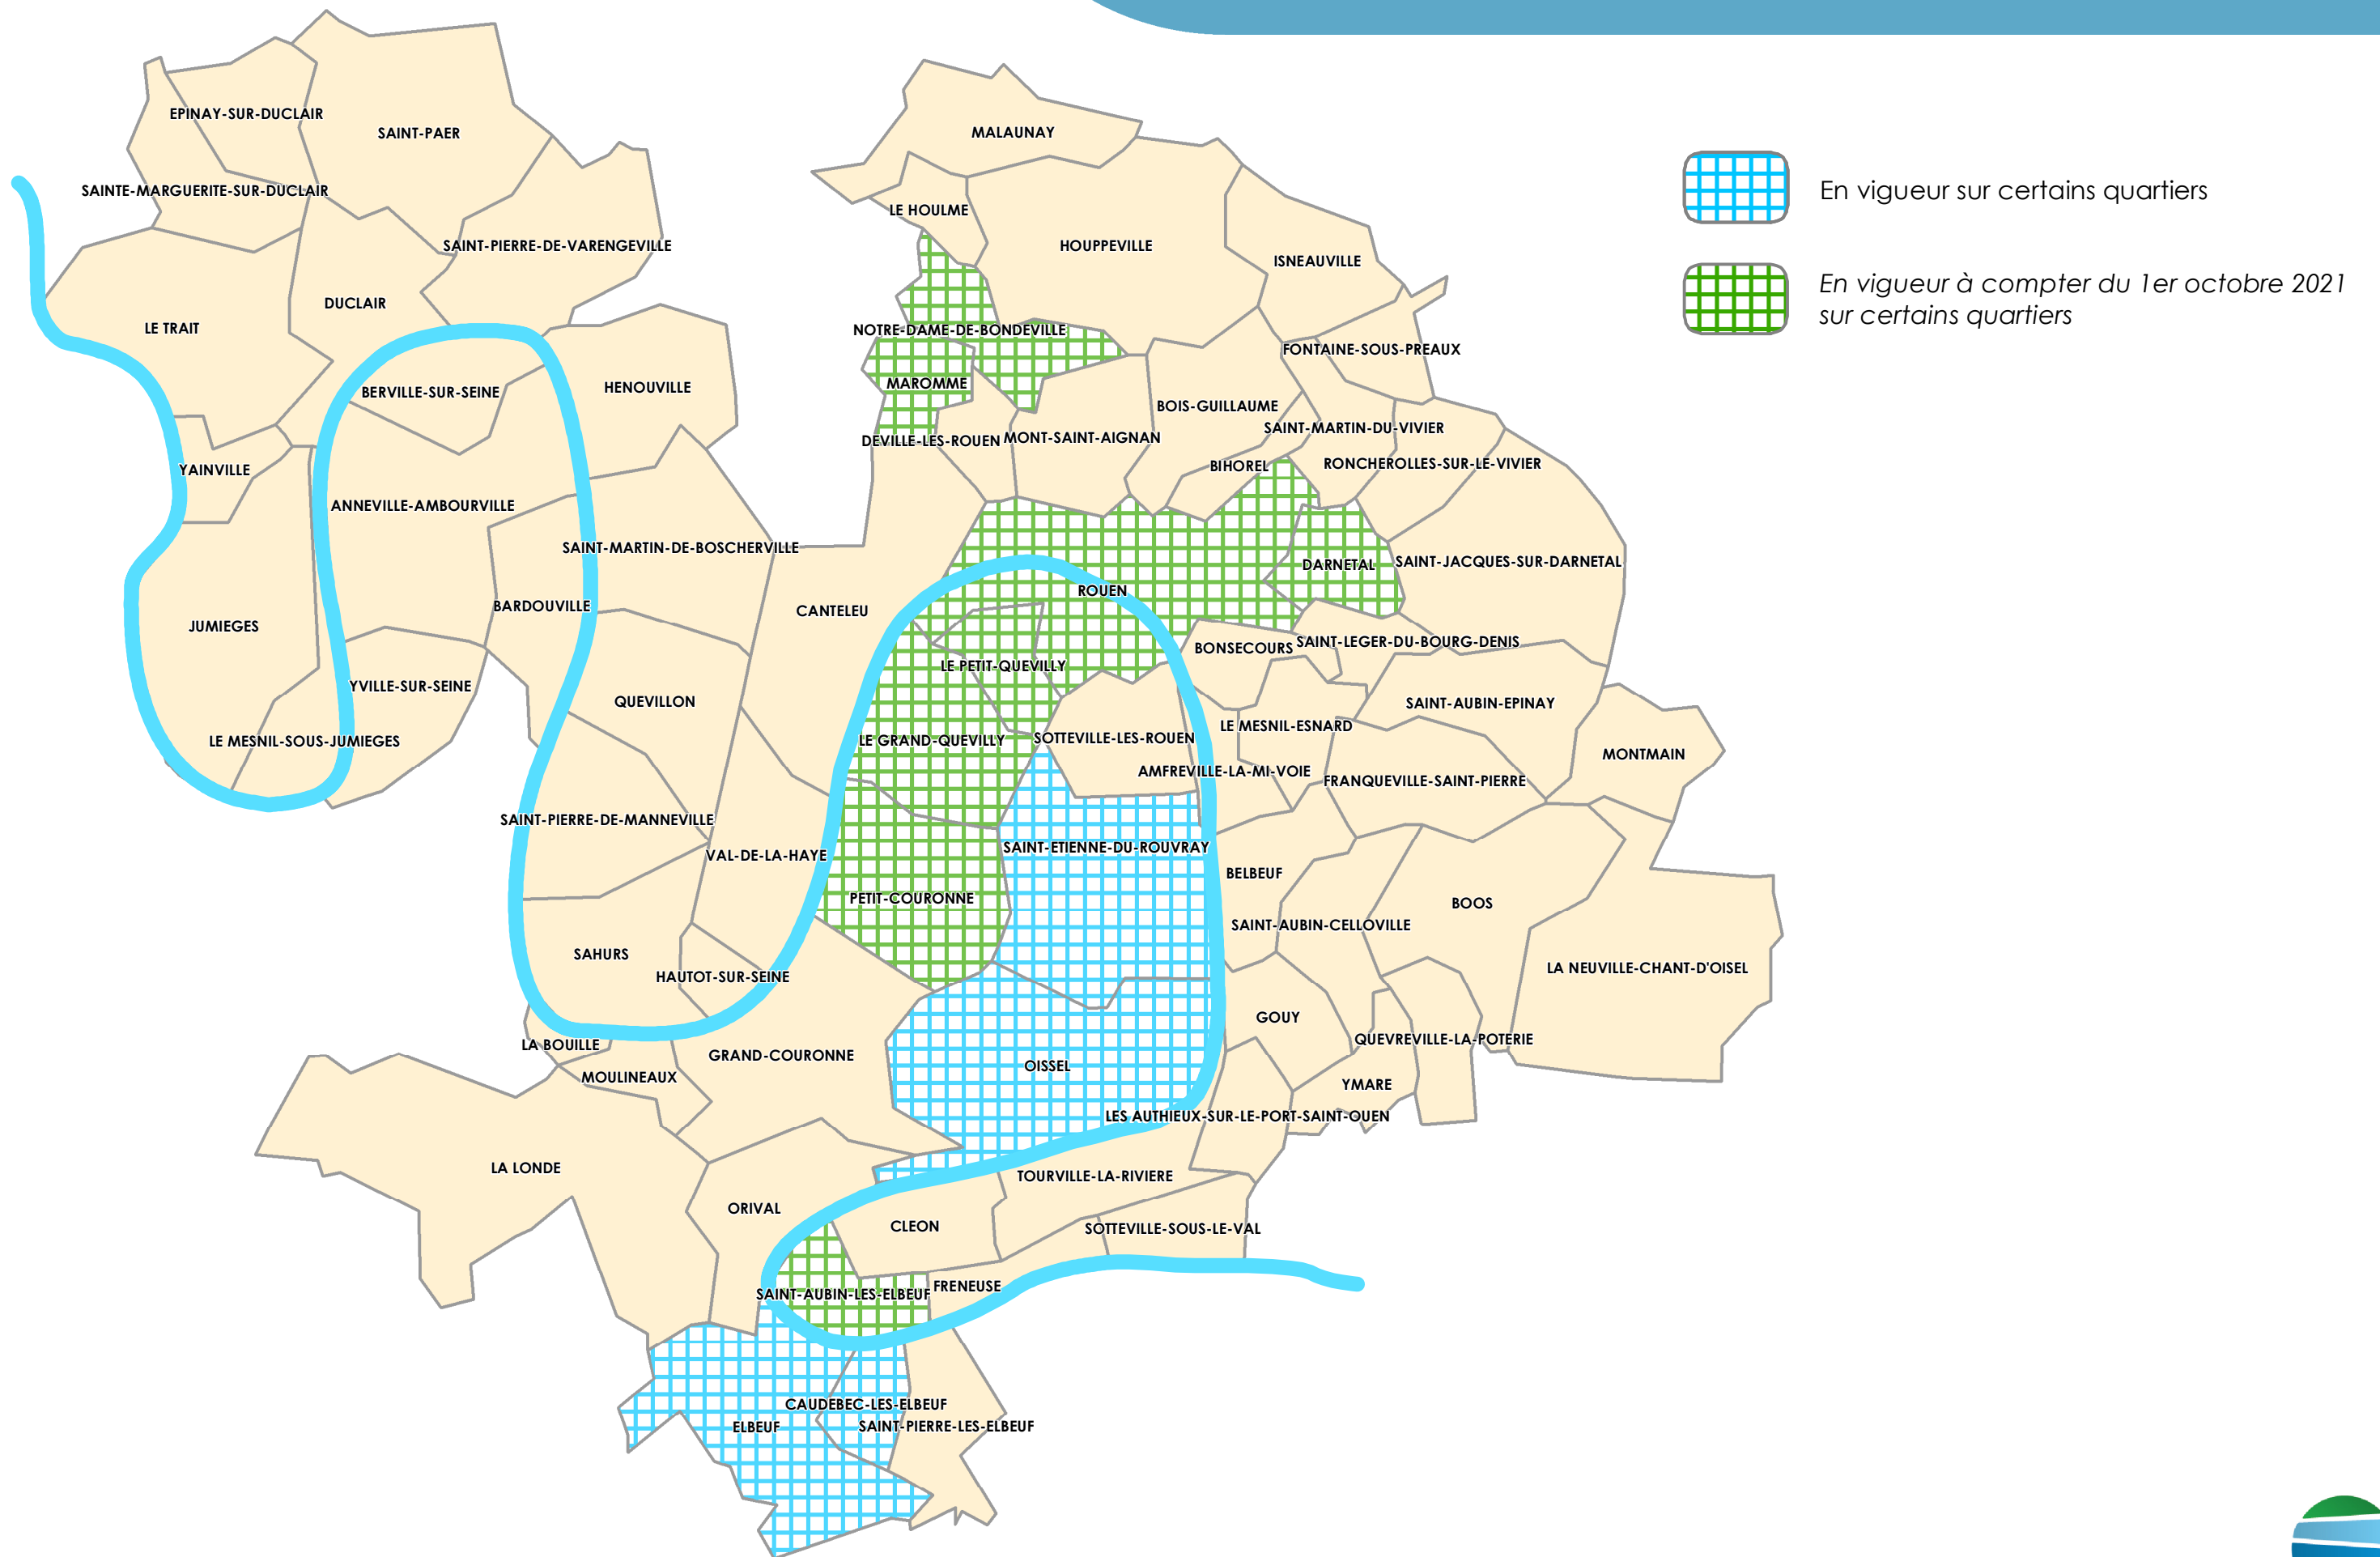 En vigueur sur certains quartiers
En vigueur à compter du 1er octobre 2021
sur certains quartiers
EPINAY-SUR-DUCLAIR
SAINT-PAER
MALAUNAY
SAINTE-MARGUERITE-SUR-DUCLAIR
LE HOULME
SAINT-PIERRE-DE-VARENGEVILLE
HOUPPEVILLE
ISNEAUVILLE
DUCLAIR
LE TRAIT
NOTRE-DAME-DE-BONDEVILLE
FONTAINE-SOUS-PREAUX
MAROMME
HENOUVILLE
BERVILLE-SUR-SEINE
BOIS-GUILLAUME
SAINT-MARTIN-DU-VIVIER
DEVILLE-LES-ROUEN
MONT-SAINT-AIGNAN
RONCHEROLLES-SUR-LE-VIVIER
BIHOREL
YAINVILLE
ANNEVILLE-AMBOURVILLE
SAINT-MARTIN-DE-BOSCHERVILLE
SAINT-JACQUES-SUR-DARNETAL
DARNETAL
ROUEN
BARDOUVILLE
CANTELEU
JUMIEGES
SAINT-LEGER-DU-BOURG-DENIS
BONSECOURS
LE PETIT-QUEVILLY
YVILLE-SUR-SEINE
QUEVILLON
SAINT-AUBIN-EPINAY
LE MESNIL-ESNARD
SOTTEVILLE-LES-ROUEN
LE GRAND-QUEVILLY
LE MESNIL-SOUS-JUMIEGES
MONTMAIN
AMFREVILLE-LA-MI-VOIE
FRANQUEVILLE-SAINT-PIERRE
SAINT-PIERRE-DE-MANNEVILLE
SAINT-ETIENNE-DU-ROUVRAY
VAL-DE-LA-HAYE
BELBEUF
PETIT-COURONNE
BOOS
SAINT-AUBIN-CELLOVILLE
SAHURS
LA NEUVILLE-CHANT-D'OISEL
HAUTOT-SUR-SEINE
GOUY
QUEVREVILLE-LA-POTERIE
LA BOUILLE
GRAND-COURONNE
OISSEL
MOULINEAUX
YMARE
LES AUTHIEUX-SUR-LE-PORT-SAINT-OUEN
LA LONDE
TOURVILLE-LA-RIVIERE
ORIVAL
CLEON
SOTTEVILLE-SOUS-LE-VAL
FRENEUSE
SAINT-AUBIN-LES-ELBEUF
CAUDEBEC-LES-ELBEUF
ELBEUF
SAINT-PIERRE-LES-ELBEUF